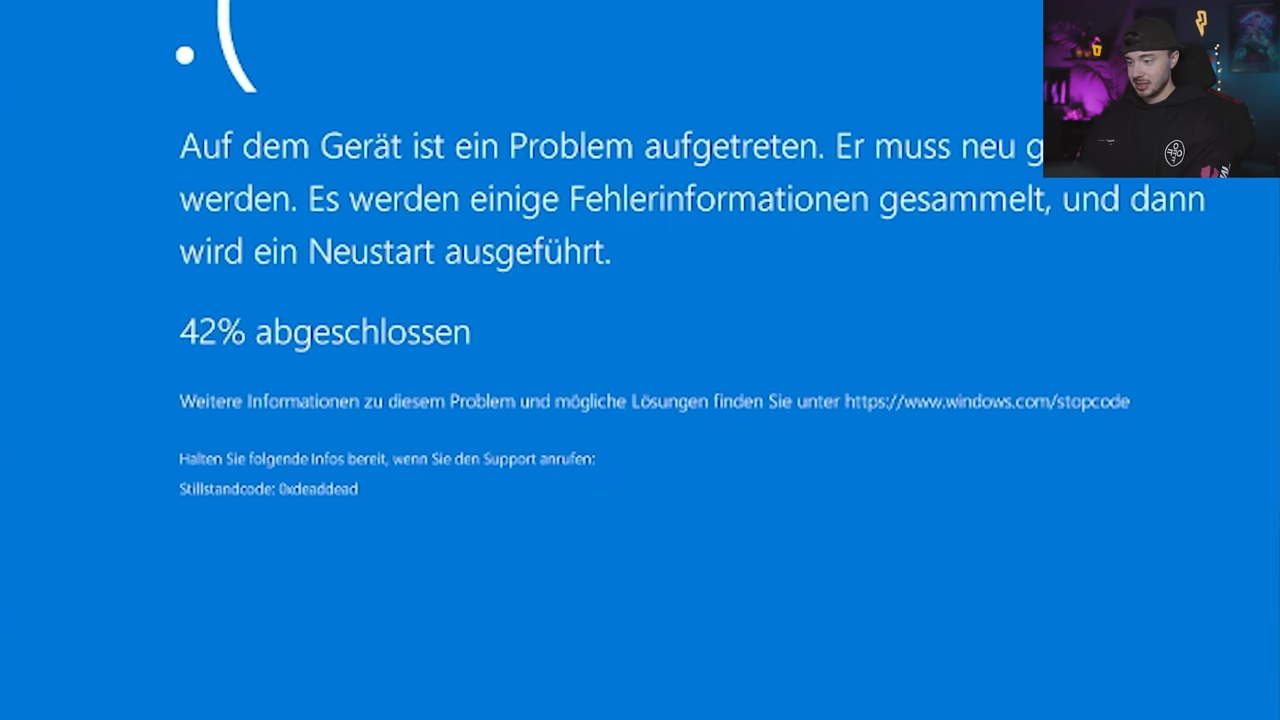 :(
Auf dem Gerät ist ein Problem aufgetreten. Er muss neu
werden. Es werden einige Fehlerinformationen gesammelt, und dann
wird ein Neustart ausgeführt.
42% abgeschlossen
Weitere Informationen zu diesem Problem und mögliche Lösungen finden Sie unter https://www.windows.com/stopcode
Halten Sie folgende Infos bereit, wenn Sie den Support anrufen:
Stillstandcode: 0xdeaddead